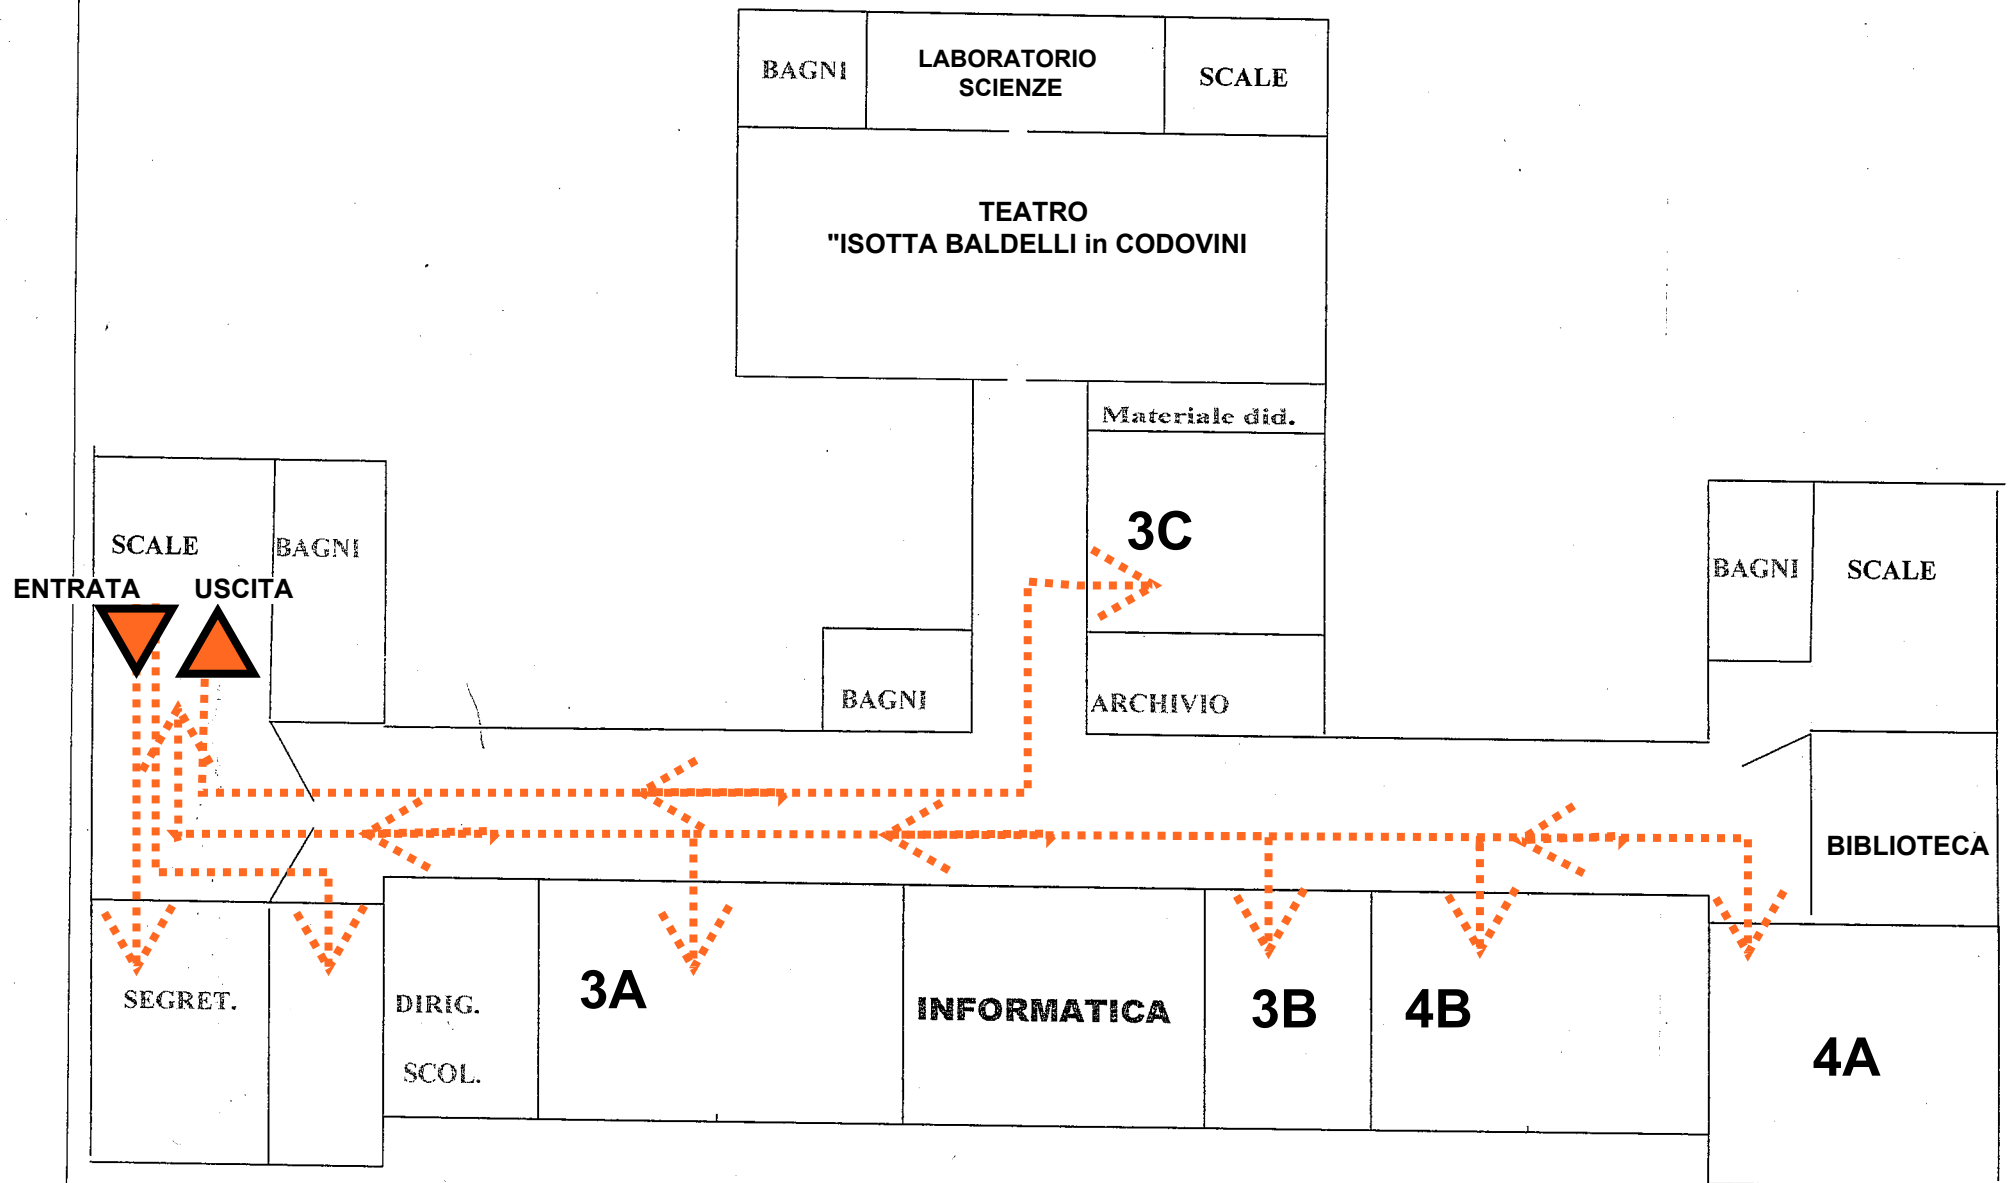 BAGNI
LABORATORIO
SCIENZE
SCALE
TEATRO
"ISOTTA BALDELLI in CODOVINI
Materiale did.
3C
SCALE
BAGNI
ENTRATA
USCITA
BAGNI
SCALE
BAGNI
ARCHIVIO
BIBLIOTECA
SEGRET.
DIRIG.
SCOL.
3A
INFORMATICA
3B
4B
4A